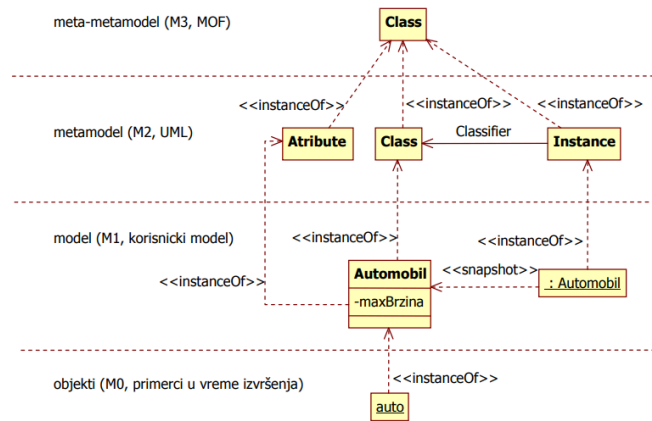 meta-metamodel (M3, MOF)
Class
<<instanceOf>>
<<instanceOf>>
<<instanceOf>>
metamodel (M2, UML)
Atribute
Class
Classifier
Instance
model (M1, korisnicki model)
<<instanceOf>>
<<instanceOf>>
<<instanceOf>>
Automobil
<<snapshot>>
: Automobil
-maxBrzina
objekti (M0, primerci u vreme izvršenja)
<<instanceOf>>
auto